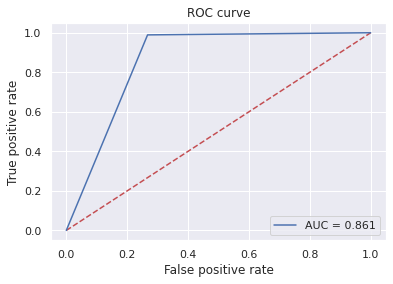 ROC curve
1.0
0.8
0.6
0.4
0.2
0.0
True positive rate
AUC = 0.861
0.0 0.2 0.4 0.6 0.8 1.0
False positive rate